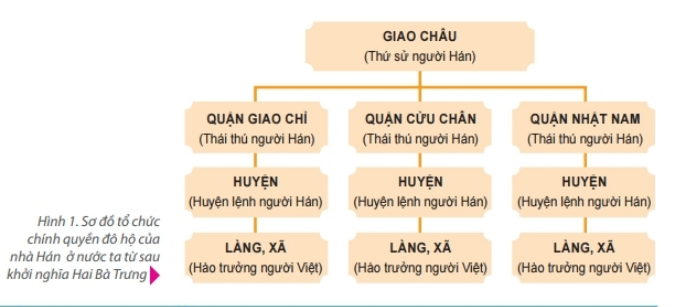 GIAO CHÂU
(Thứ sử người Hán)
QUẬN GIAO CHỈ
(Thái thú người Hán)
QUẬN CỬU CHÂN
(Thái thú người Hán)
QUẬN NHẬT NAM
(Thái thú người Hán)
HUYỆN
(Huyện lệnh người Hán)
HUYỆN
(Huyện lệnh người Hán)
HUYỆN
(Huyện lệnh người Hán)
LÀNG, XÃ
(Hào trưởng người Việt)
LÀNG, XÃ
(Hào trưởng người Việt)
LÀNG, XÃ
(Hào trưởng người Việt)
Hình 1. Sơ đồ tổ chức
chính quyền đô hộ của
nhà Hán ở nước ta từ sau
khởi nghĩa Hai Bà Trưng